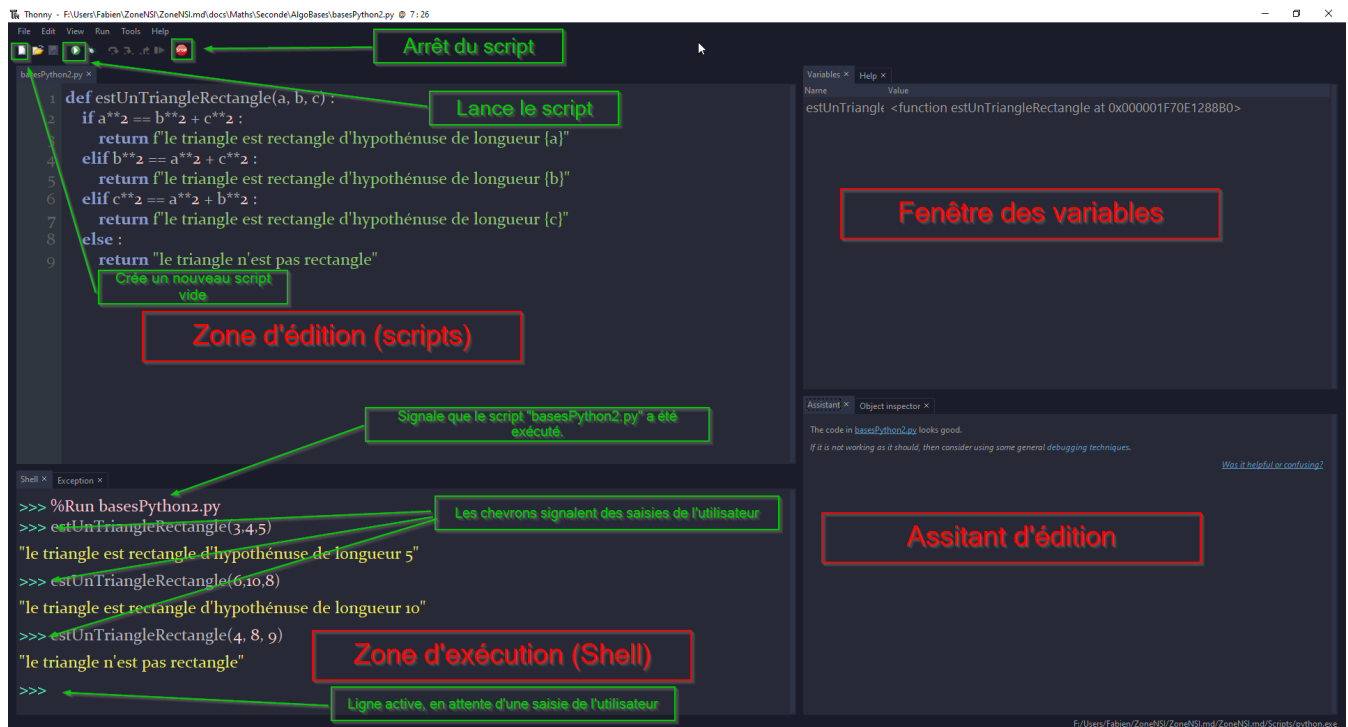 Thonny - F:\Users\Fabien\ZoneNSI\ZoneNSI.md\docs\Maths\Seconde\AlgoBases\basesPython2.py @ 7 : 26
File Edit View Run Tools Help
STOP
Arrêt du script
Lance le script
basesPython2.py ×
1 def estUnTriangleRectangle(a, b, c) :
2 if a**2 == b**2 + c**2 :
3 return f"le triangle est rectangle d'hypothénuse de longueur {a}"
4 elif b**2 == a**2 + c**2 :
5 return f"le triangle est rectangle d'hypothénuse de longueur {b}"
6 elif c**2 == a**2 + b**2 :
7 return f"le triangle est rectangle d'hypothénuse de longueur {c}"
8 else :
9 return "le triangle n'est pas rectangle"
Crée un nouveau script
vide
Zone d'édition (scripts)
Signale que le script "basesPython2.py" a été
exécuté.
Shell × Exception ×
>>> %Run basesPython2.py
>>> estUnTriangleRectangle(3,4,5)
"le triangle est rectangle d'hypothénuse de longueur 5"
>>> estUnTriangleRectangle(6,10,8)
"le triangle est rectangle d'hypothénuse de longueur 10"
>>> estUnTriangleRectangle(4, 8, 9)
"le triangle n'est pas rectangle"
>>>
Les chevrons signalent des saisies de l'utilisateur
Zone d'exécution (Shell)
Ligne active, en attente d'une saisie de l'utilisateur
Variables × Help ×
Name Value
estUnTriangle <function estUnTriangleRectangle at 0x000001F70E1288B0>
Fenêtre des variables
Assistant × Object inspector ×
The code in basesPython2.py looks good.
If it is not working as it should, then consider using some general debugging techniques.
Was it helpful or confusing?
Assitant d'édition
F:/Users/Fabien/ZoneNSI/ZoneNSI.md/ZoneNSI.md/Scripts/python.exe